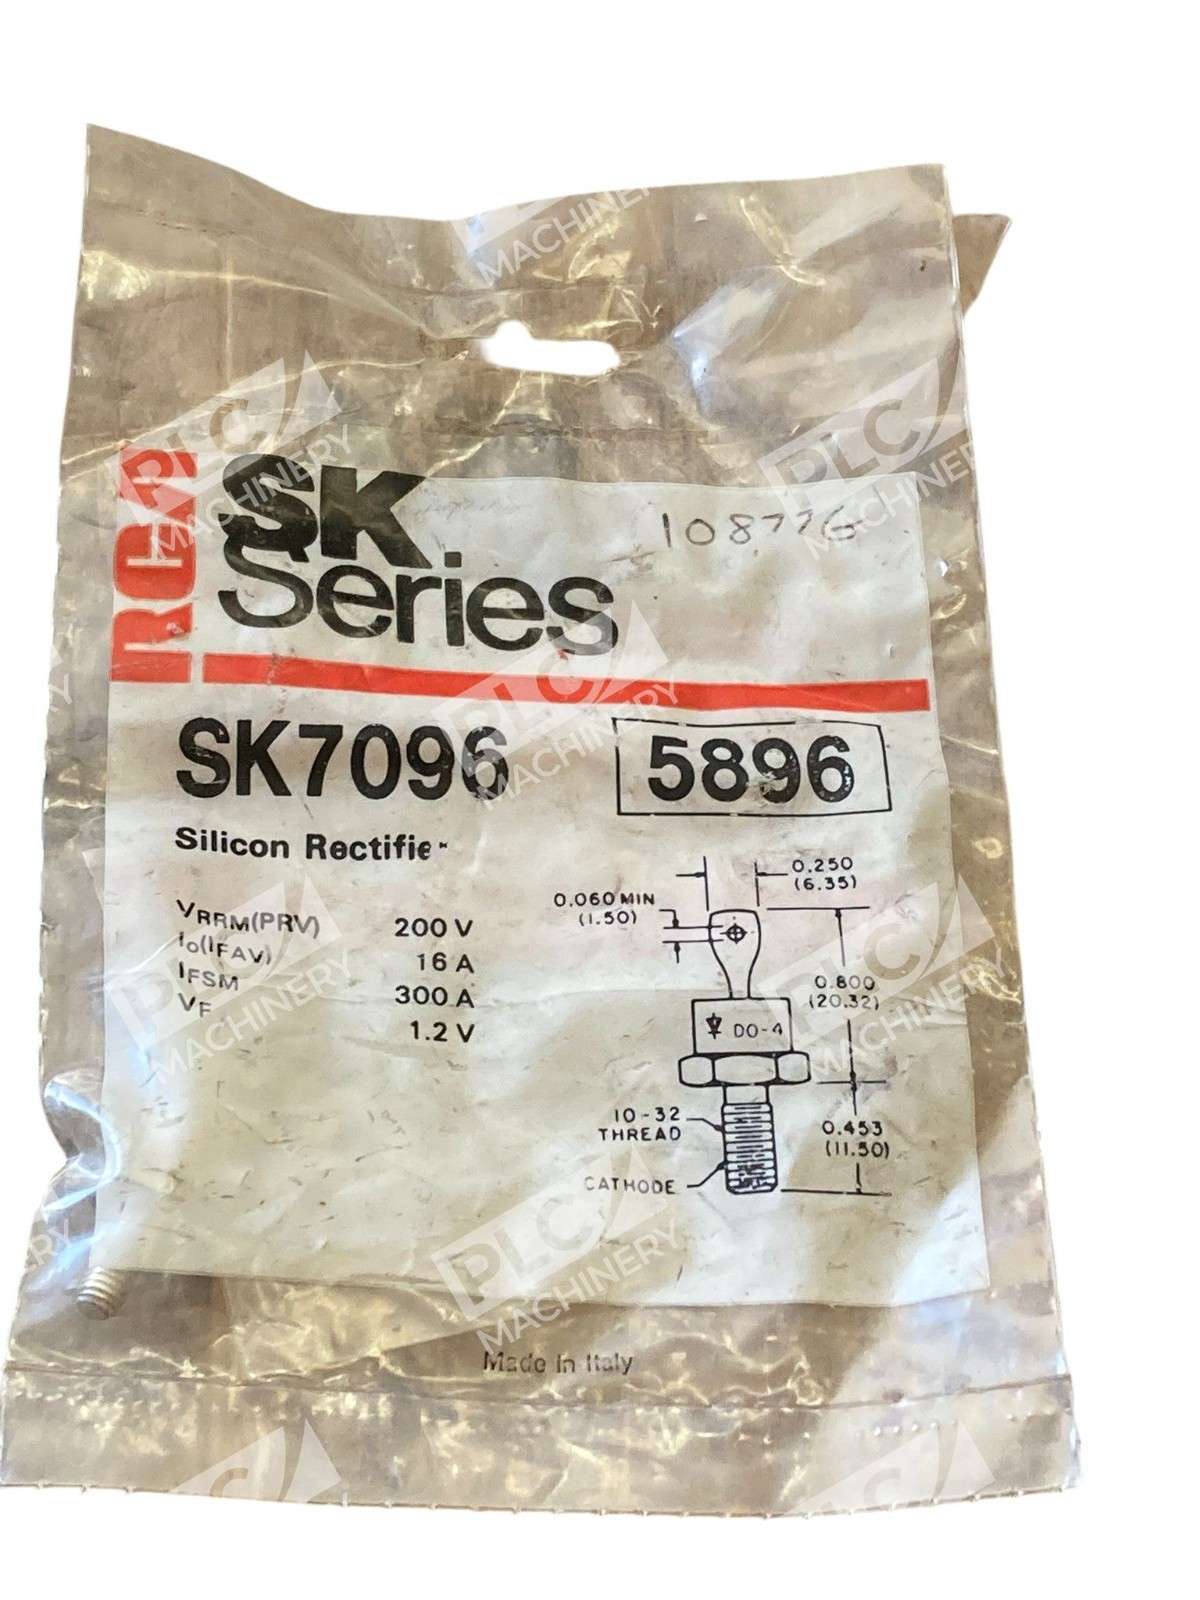 RCA
SK
Series
108776
SK7096
5896
Silicon Rectifie
VRRM(PRV) 200 V
Io(IFAV) 16 A
IFSM 300 A
VF 1.2 V
0.250
(6.35)
0.060 MIN
(1.50)
0.800
(20.32)
DO-4
10-32
THREAD
0.453
(11.50)
CATHODE
Made in Italy
PLC
MACHINERY